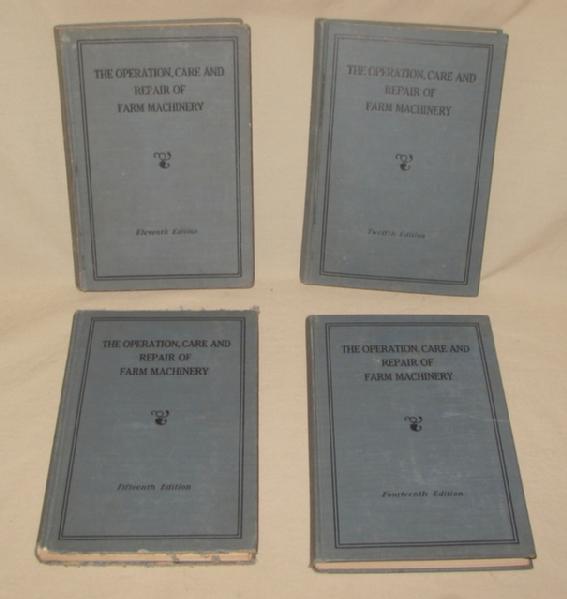 THE OPERATION, CARE AND
REPAIR OF
FARM MACHINERY
Eleventh Edition
THE OPERATION, CARE AND
REPAIR OF
FARM MACHINERY
Twelfth Edition
THE OPERATION, CARE AND
REPAIR OF
FARM MACHINERY
Fifteenth Edition
THE OPERATION, CARE AND
REPAIR OF
FARM MACHINERY
Fourteenth Edition